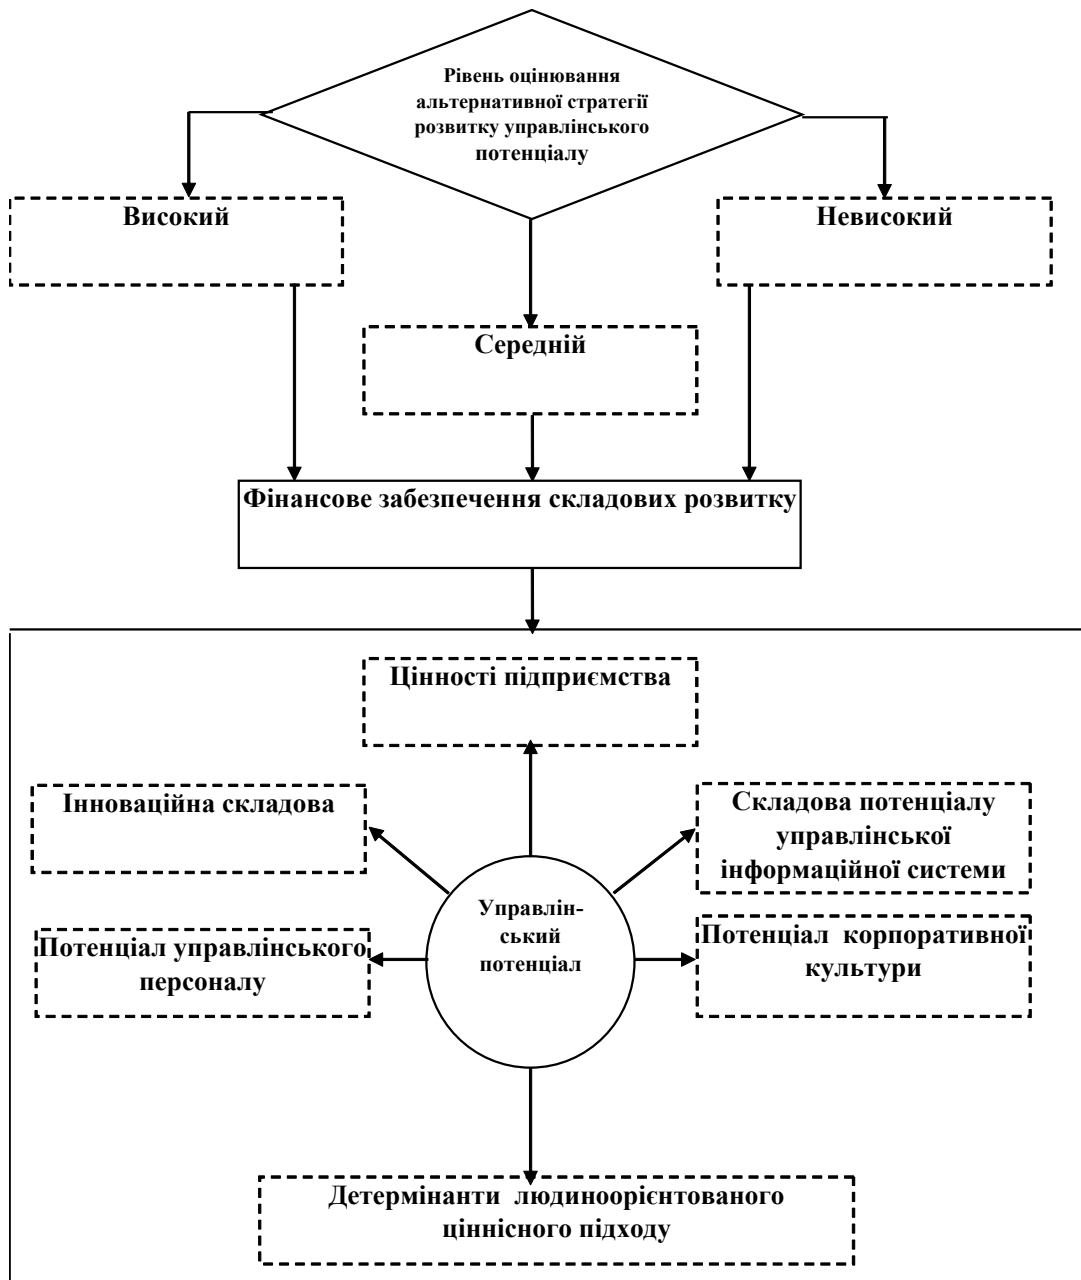 Рівень оцінювання
альтернативної стратегії
розвитку управлінського
потенціалу
Високий
Невисокий
Середній
Фінансове забезпечення складових розвитку
Цінності підприємства
Інноваційна складова
Складова потенціалу
управлінської
інформаційної системи
Управлін-
ський
потенціал
Потенціал управлінського
персоналу
Потенціал корпоративної
культури
Детермінанти людиноорієнтованого
ціннісного підходу